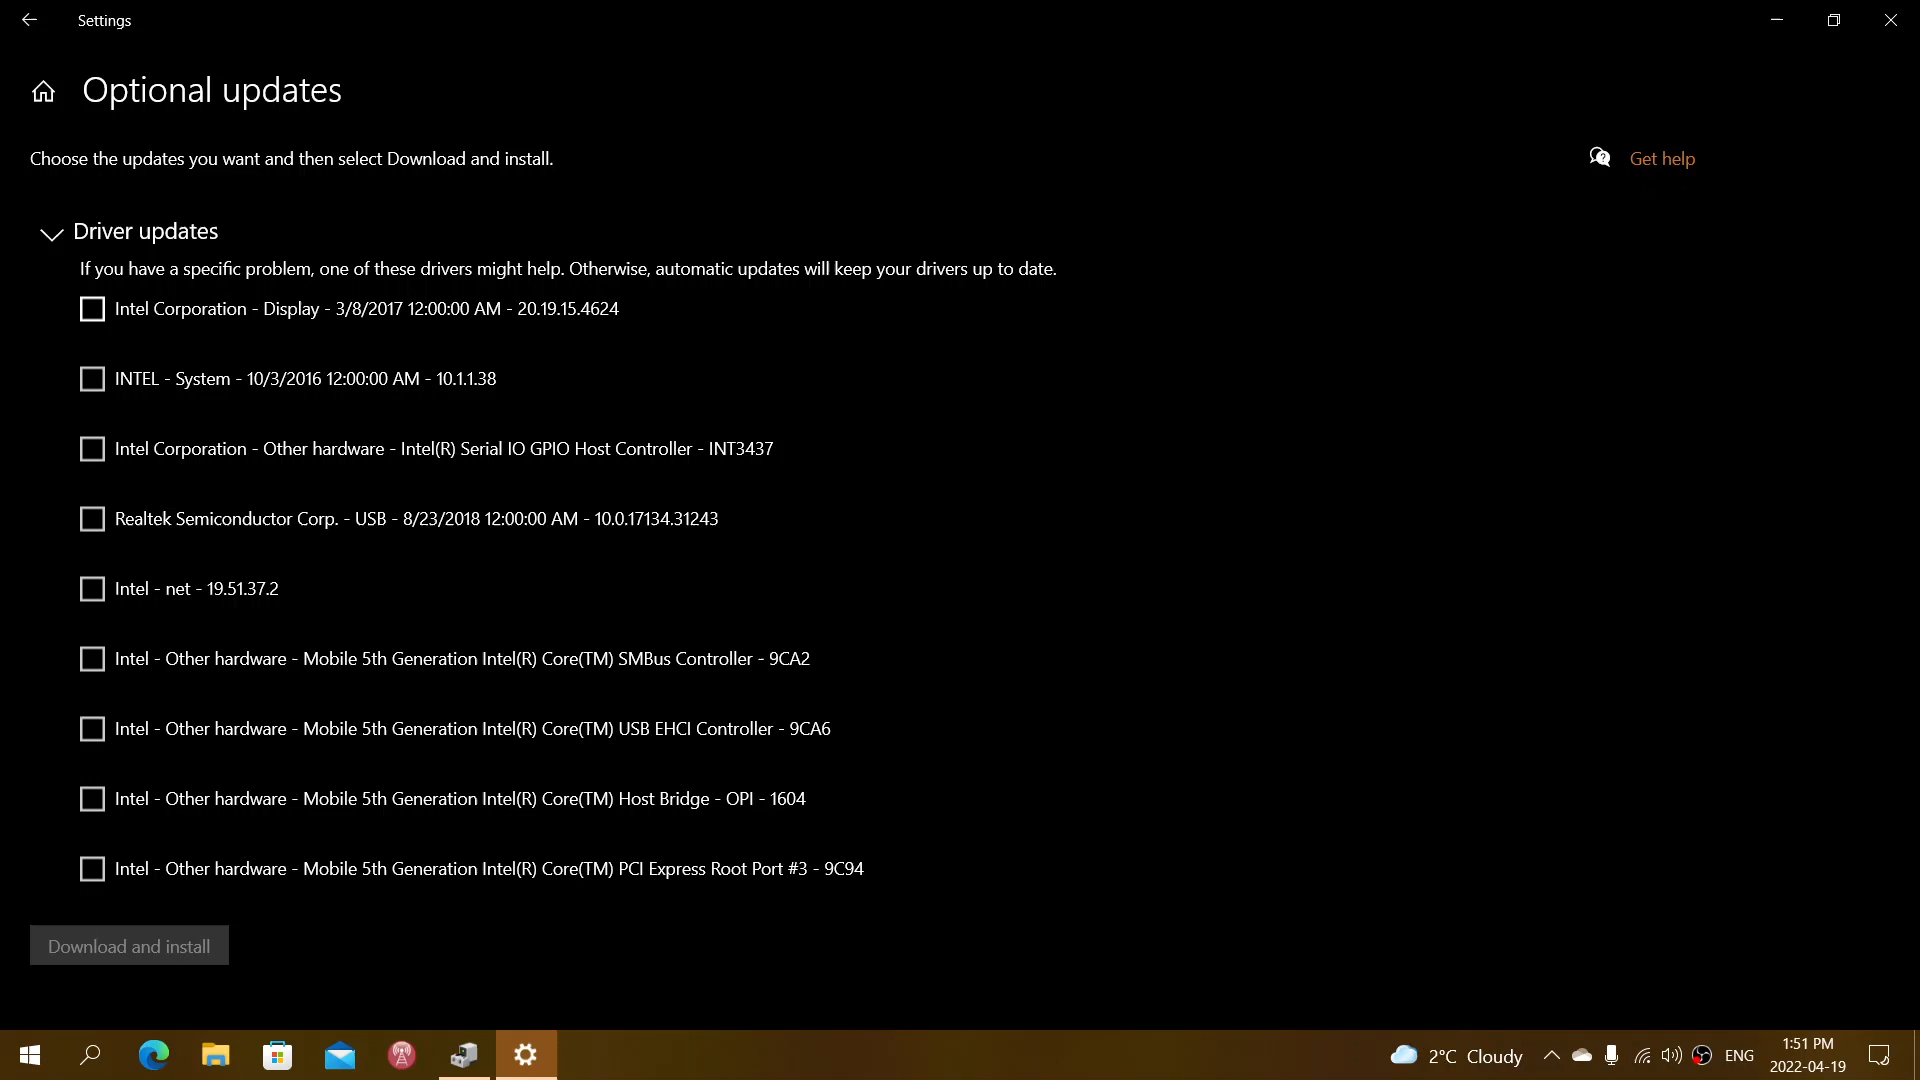 Settings
Optional updates
Choose the updates you want and then select Download and install.
Get help
Driver updates
If you have a specific problem, one of these drivers might help. Otherwise, automatic updates will keep your drivers up to date.
Intel Corporation - Display - 3/8/2017 12:00:00 AM - 20.19.15.4624
INTEL - System - 10/3/2016 12:00:00 AM - 10.1.1.38
Intel Corporation - Other hardware - Intel(R) Serial IO GPIO Host Controller - INT3437
Realtek Semiconductor Corp. - USB - 8/23/2018 12:00:00 AM - 10.0.17134.31243
Intel - net - 19.51.37.2
Intel - Other hardware - Mobile 5th Generation Intel(R) Core(TM) SMBus Controller - 9CA2
Intel - Other hardware - Mobile 5th Generation Intel(R) Core(TM) USB EHCI Controller - 9CA6
Intel - Other hardware - Mobile 5th Generation Intel(R) Core(TM) Host Bridge - OPI - 1604
Intel - Other hardware - Mobile 5th Generation Intel(R) Core(TM) PCI Express Root Port #3 - 9C94
Download and install
2°C Cloudy
ENG
1:51 PM
2022-04-19